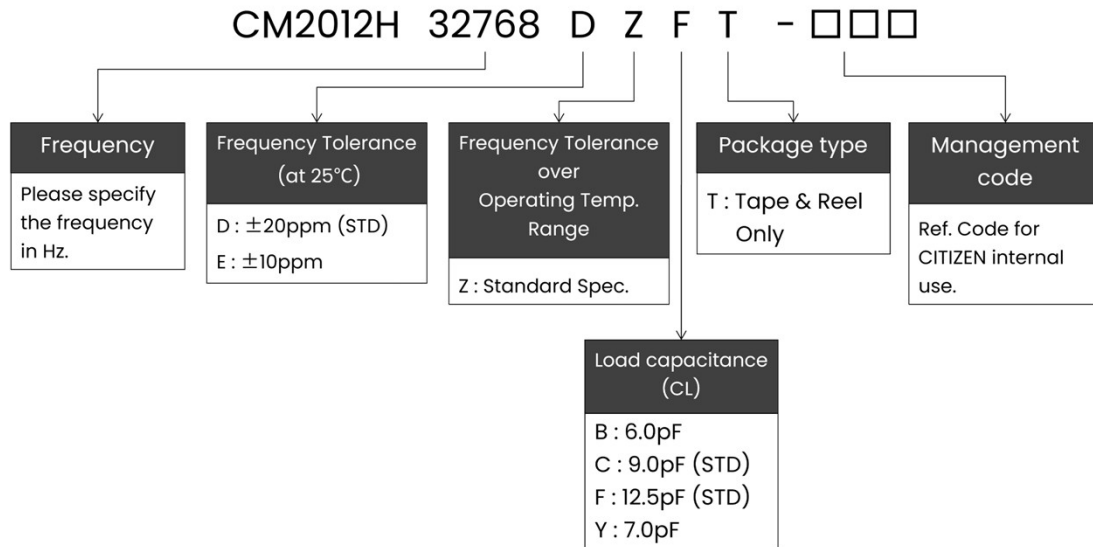 CM2012H 32768 D Z F T - □□□
Frequency
Please specify
the frequency
in Hz.
Frequency Tolerance
(at 25℃)
D : ±20ppm (STD)
E : ±10ppm
Frequency Tolerance
over
Operating Temp.
Range
Z : Standard Spec.
Package type
T : Tape & Reel
Only
Management
code
Ref. Code for
CITIZEN internal
use.
Load capacitance
(CL)
B : 6.0pF
C : 9.0pF (STD)
F : 12.5pF (STD)
Y : 7.0pF